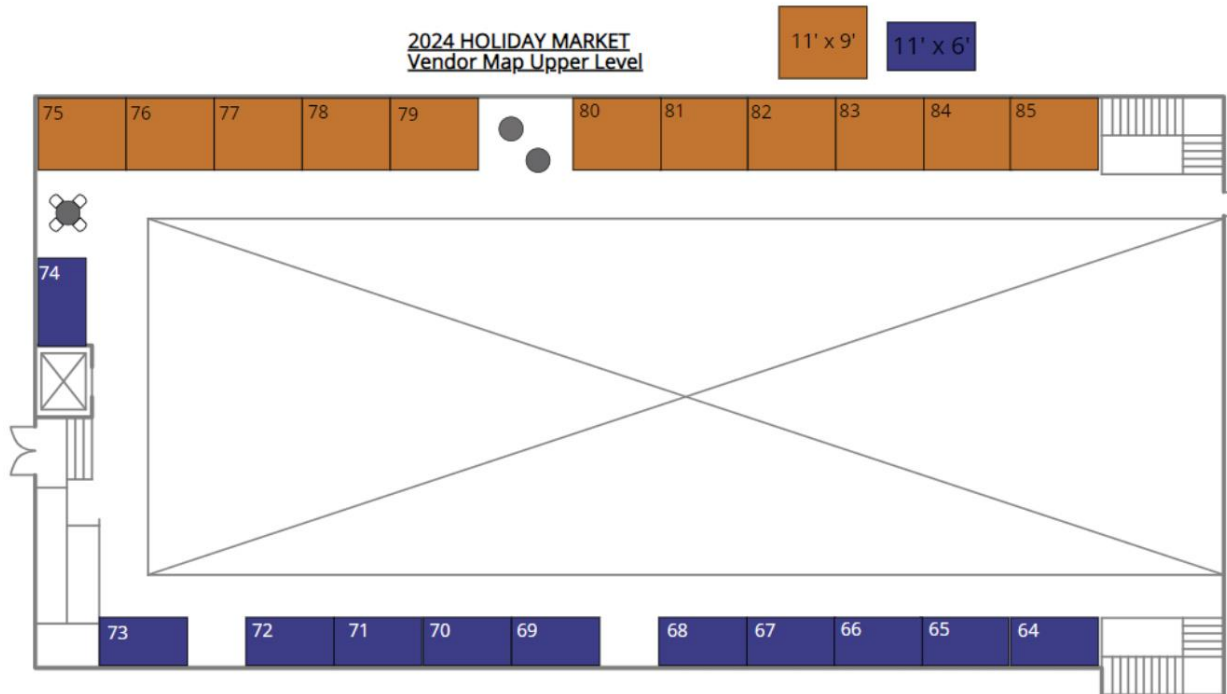 2024 HOLIDAY MARKET
Vendor Map Upper Level
11' x 9'
11' x 6'
75 76 77 78 79 80 81 82 83 84 85
74
73 72 71 70 69 68 67 66 65 64